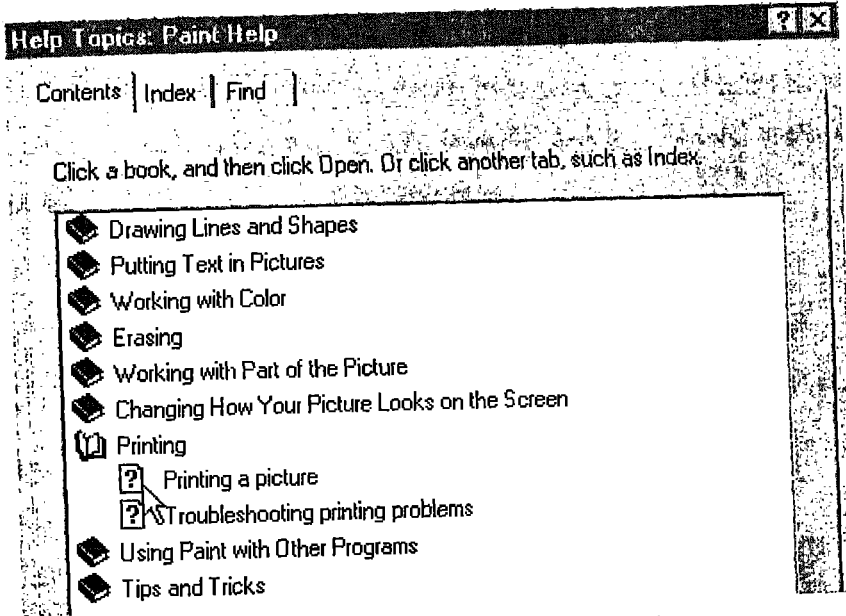 Help Topics: Paint Help
Contents Index Find
Click a book, and then click Open. Or click another tab, such as Index.
Drawing Lines and Shapes
Putting Text in Pictures
Working with Color
Erasing
Working with Part of the Picture
Changing How Your Picture Looks on the Screen
Printing
? Printing a picture
? Troubleshooting printing problems
Using Paint with Other Programs
Tips and Tricks